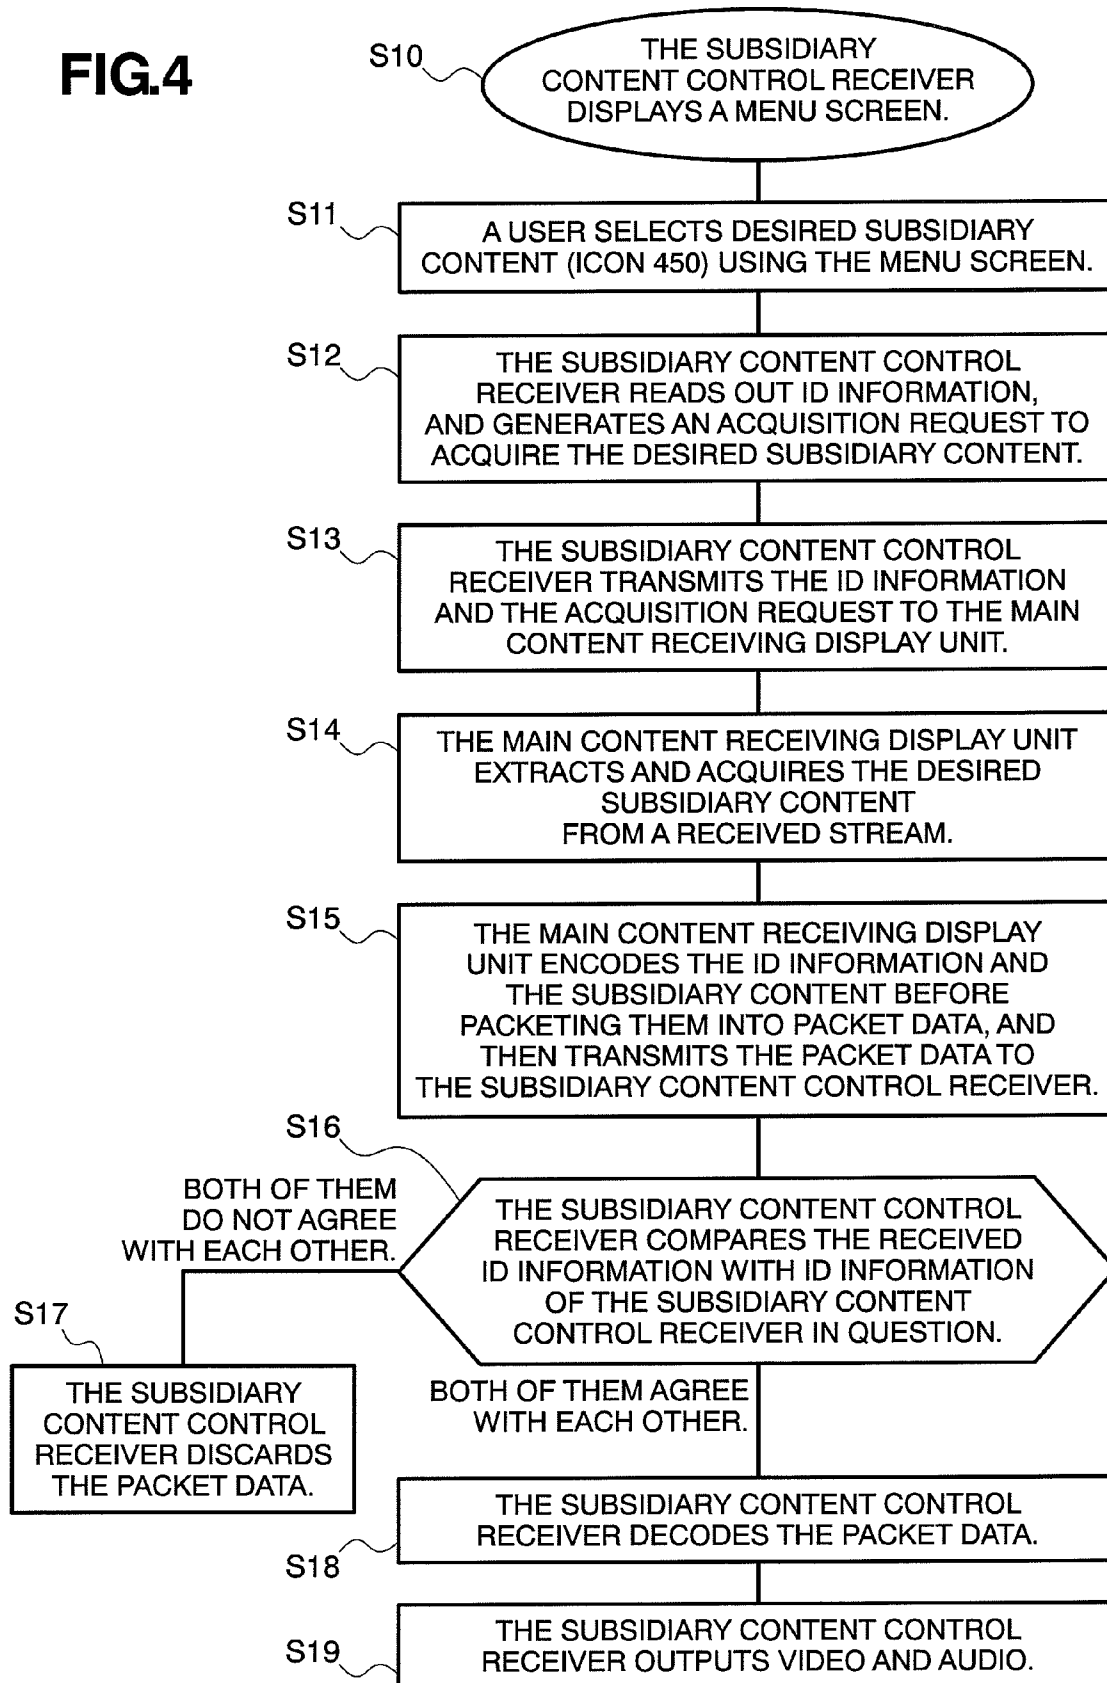 FIG.4
S10
THE SUBSIDIARY
CONTENT CONTROL RECEIVER
DISPLAYS A MENU SCREEN.
S11
A USER SELECTS DESIRED SUBSIDIARY
CONTENT (ICON 450) USING THE MENU SCREEN.
S12
THE SUBSIDIARY CONTENT CONTROL
RECEIVER READS OUT ID INFORMATION,
AND GENERATES AN ACQUISITION REQUEST TO
ACQUIRE THE DESIRED SUBSIDIARY CONTENT.
S13
THE SUBSIDIARY CONTENT CONTROL
RECEIVER TRANSMITS THE ID INFORMATION
AND THE ACQUISITION REQUEST TO THE MAIN
CONTENT RECEIVING DISPLAY UNIT.
S14
THE MAIN CONTENT RECEIVING DISPLAY UNIT
EXTRACTS AND ACQUIRES THE DESIRED
SUBSIDIARY CONTENT
FROM A RECEIVED STREAM.
S15
THE MAIN CONTENT RECEIVING DISPLAY
UNIT ENCODES THE ID INFORMATION AND
THE SUBSIDIARY CONTENT BEFORE
PACKETING THEM INTO PACKET DATA, AND
THEN TRANSMITS THE PACKET DATA TO
THE SUBSIDIARY CONTENT CONTROL RECEIVER.
S16
BOTH OF THEM
DO NOT AGREE
WITH EACH OTHER.
THE SUBSIDIARY CONTENT CONTROL
RECEIVER COMPARES THE RECEIVED
ID INFORMATION WITH ID INFORMATION
OF THE SUBSIDIARY CONTENT
CONTROL RECEIVER IN QUESTION.
S17
THE SUBSIDIARY
CONTENT CONTROL
RECEIVER DISCARDS
THE PACKET DATA.
BOTH OF THEM AGREE
WITH EACH OTHER.
THE SUBSIDIARY CONTENT CONTROL
RECEIVER DECODES THE PACKET DATA.
S18
THE SUBSIDIARY CONTENT CONTROL
RECEIVER OUTPUTS VIDEO AND AUDIO.
S19